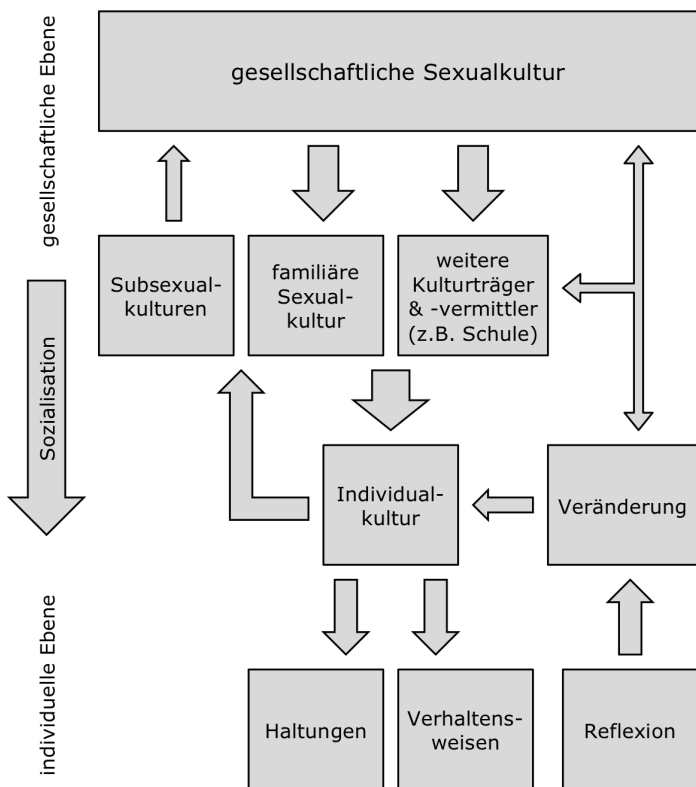 gesellschaftliche Ebene
gesellschaftliche Sexualkultur
Subsexual-
kulturen
familiäre
Sexual-
kultur
weitere
Kulturträger
& -vermittler
(z.B. Schule)
Sozialisation
Individual-
kultur
Veränderung
individuelle Ebene
Haltungen
Verhaltens-
weisen
Reflexion